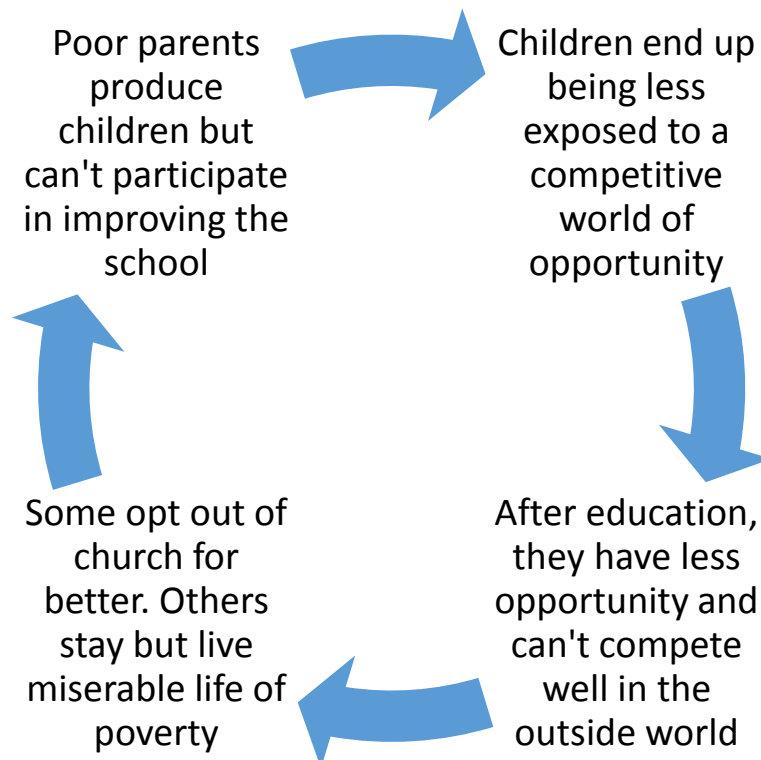 Poor parents
produce
children but
can't participate
in improving the
school
Children end up
being less
exposed to a
competitive
world of
opportunity
After education,
they have less
opportunity and
can't compete
well in the
outside world
Some opt out of
church for
better. Others
stay but live
miserable life of
poverty